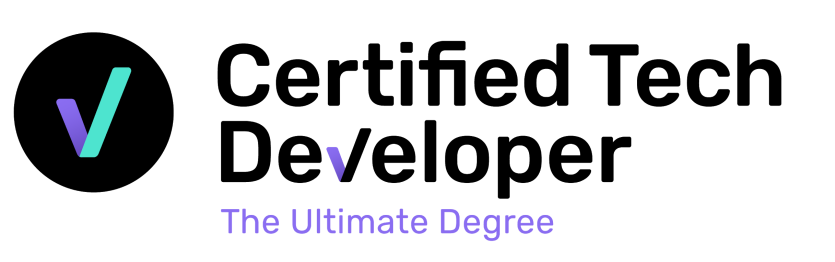 Certified Tech
Developer
The Ultimate Degree